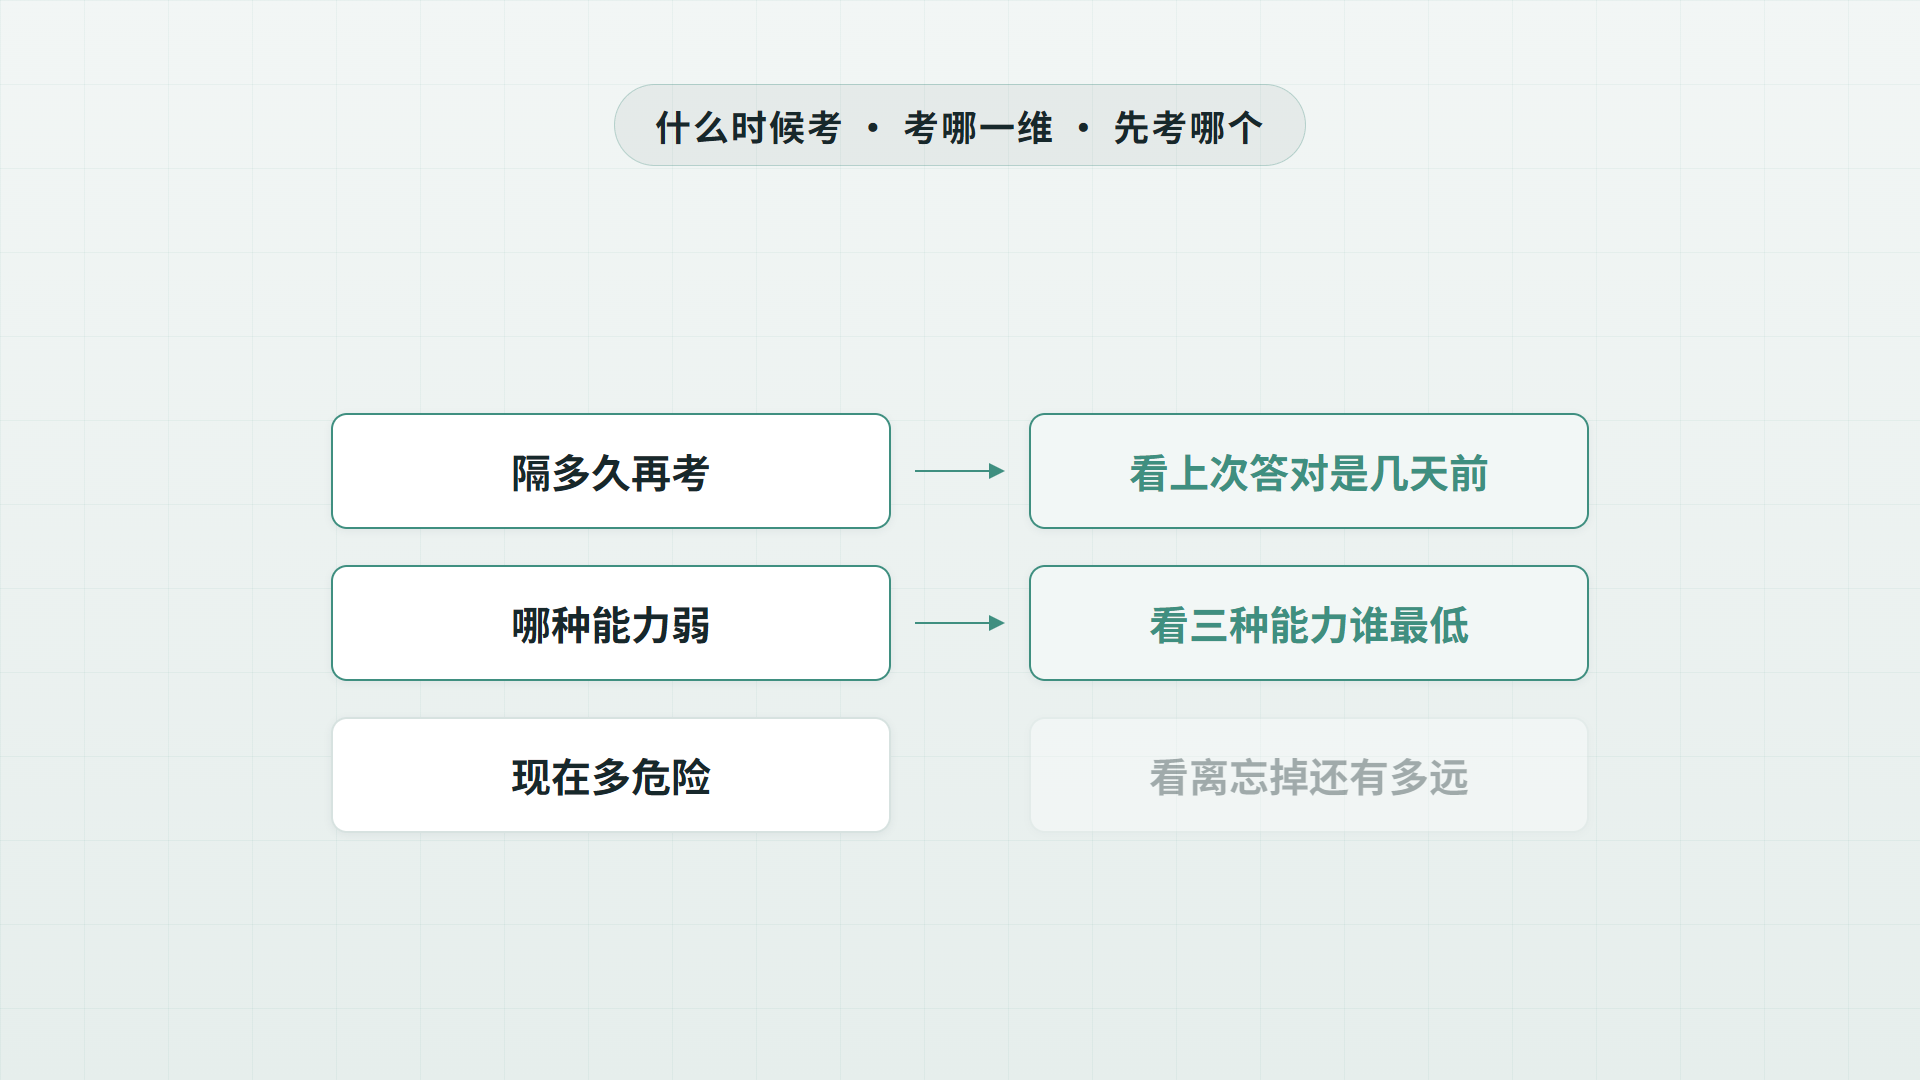 什么时候考 · 考哪一维 · 先考哪个
隔多久再考
看上次答对是几天前
哪种能力弱
看三种能力谁最低
现在多危险
看离忘掉还有多远